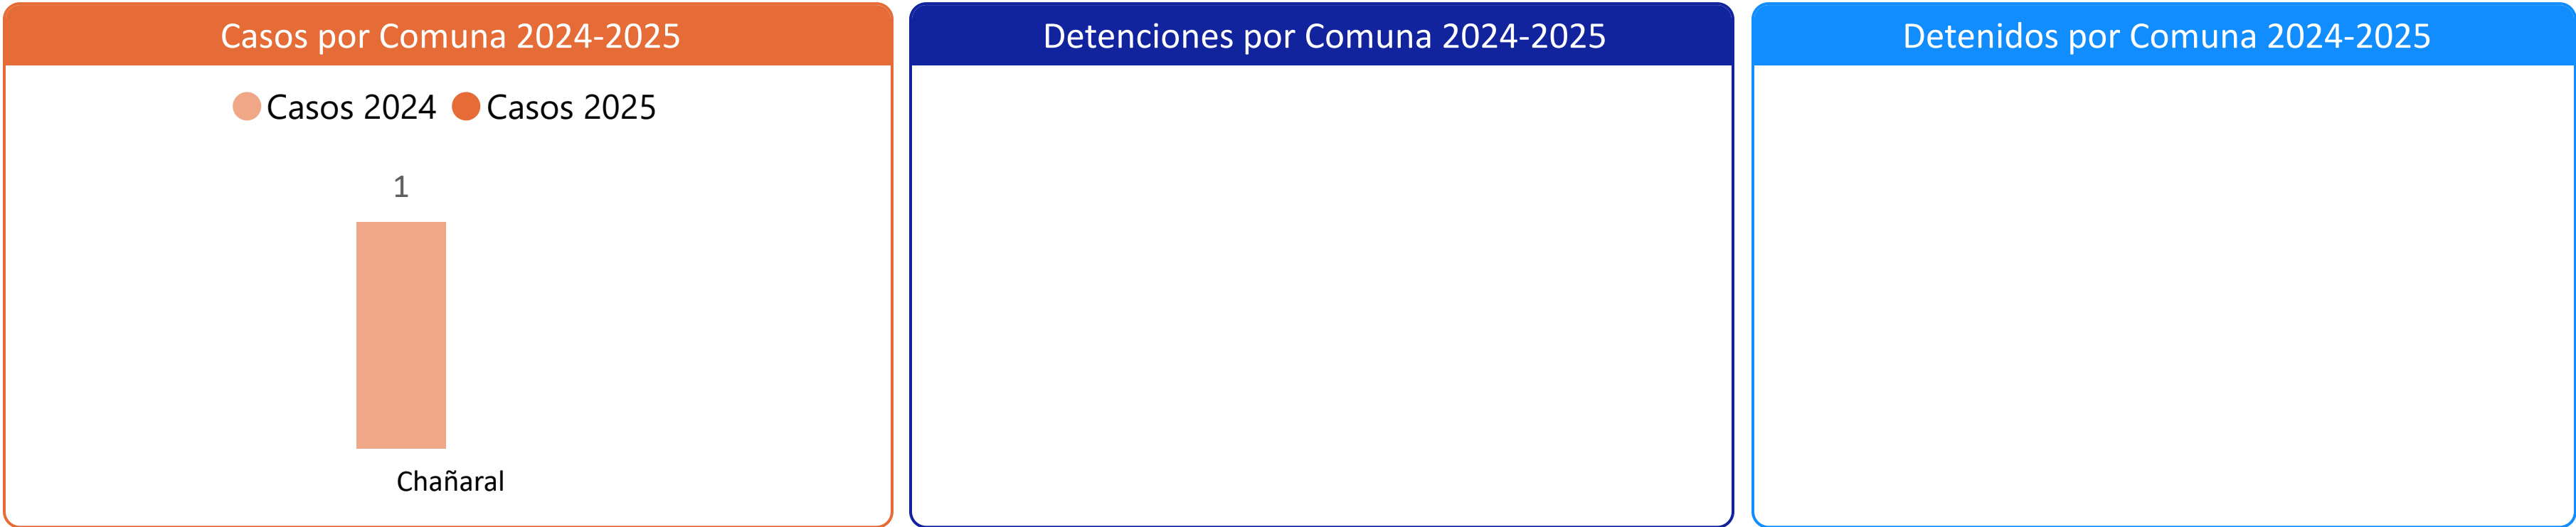 Casos por Comuna 2024-2025
Casos 2024 Casos 2025
1
Chañaral
Detenciones por Comuna 2024-2025
Detenidos por Comuna 2024-2025